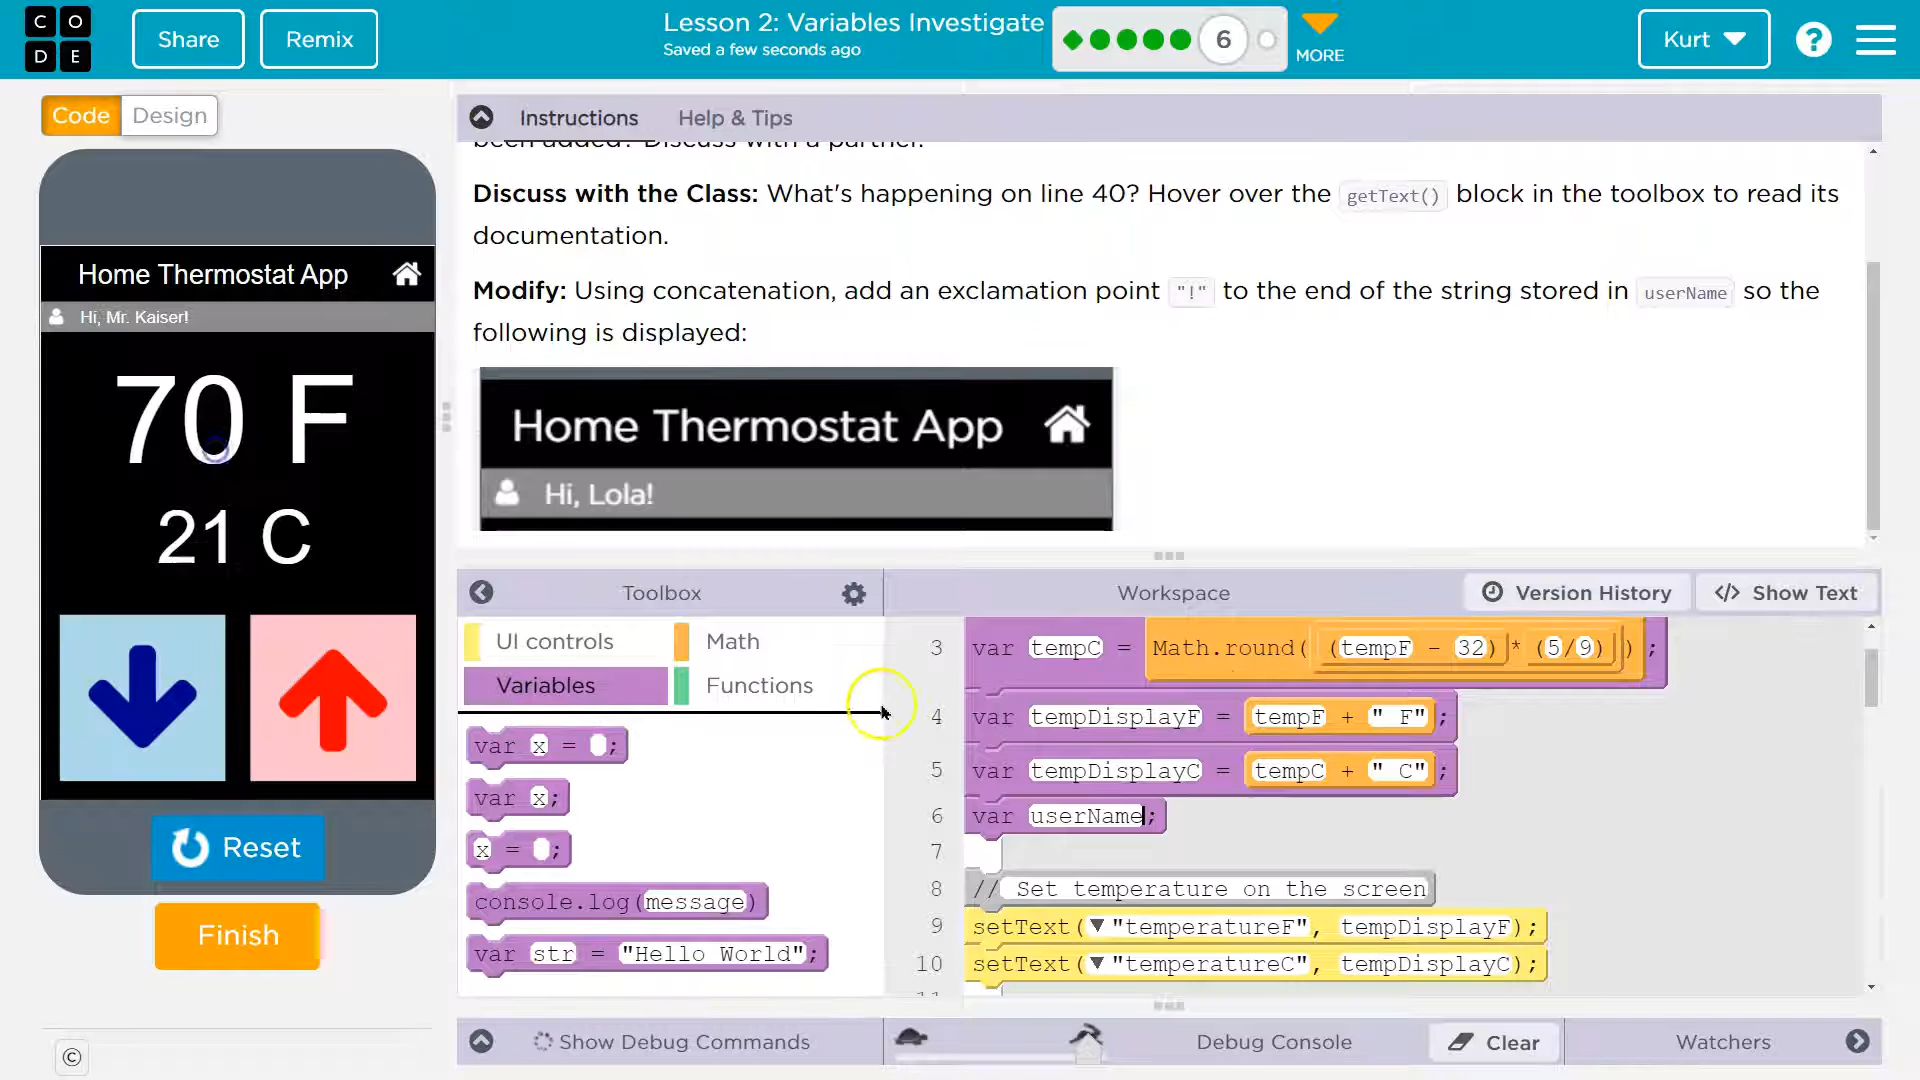 C O
D E
Share
Remix
Lesson 2: Variables Investigate
Saved a few seconds ago
6
MORE
Kurt
?
Code
Design
Instructions
Help & Tips
been added? Discuss with a partner.
Discuss with the Class: What's happening on line 40? Hover over the getText() block in the toolbox to read its
documentation.
Modify: Using concatenation, add an exclamation point "!" to the end of the string stored in userName so the
following is displayed:
Home Thermostat App
Hi, Lola!
Home Thermostat App
Hi, Mr. Kaiser!
70 F
21 C
Reset
Finish
©
Toolbox
Workspace
Version History
</> Show Text
UI controls
Math
Variables
Functions
var x = ;
var x;
x = ;
console.log(message)
var str = "Hello World";
3 var tempC = Math.round( (tempF - 32) * (5/9) ) ;
4 var tempDisplayF = tempF + " F";
5 var tempDisplayC = tempC + " C";
6 var userName;
7
8 // Set temperature on the screen
9 setText(▼"temperatureF", tempDisplayF);
10 setText(▼"temperatureC", tempDisplayC);
11
Show Debug Commands
Debug Console
Clear
Watchers